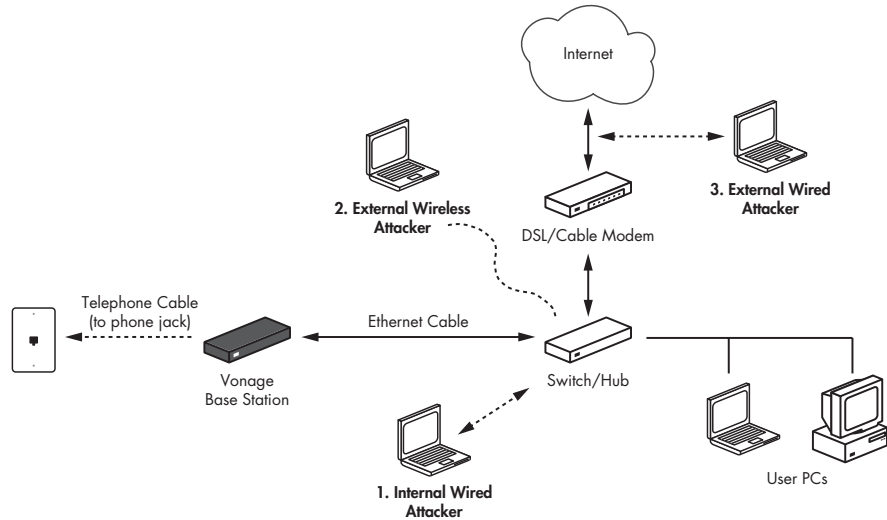 Internet
2. External Wireless
Attacker
3. External Wired
Attacker
DSL/Cable Modem
Telephone Cable
(to phone jack)
Ethernet Cable
Vonage
Base Station
Switch/Hub
1. Internal Wired
Attacker
User PCs